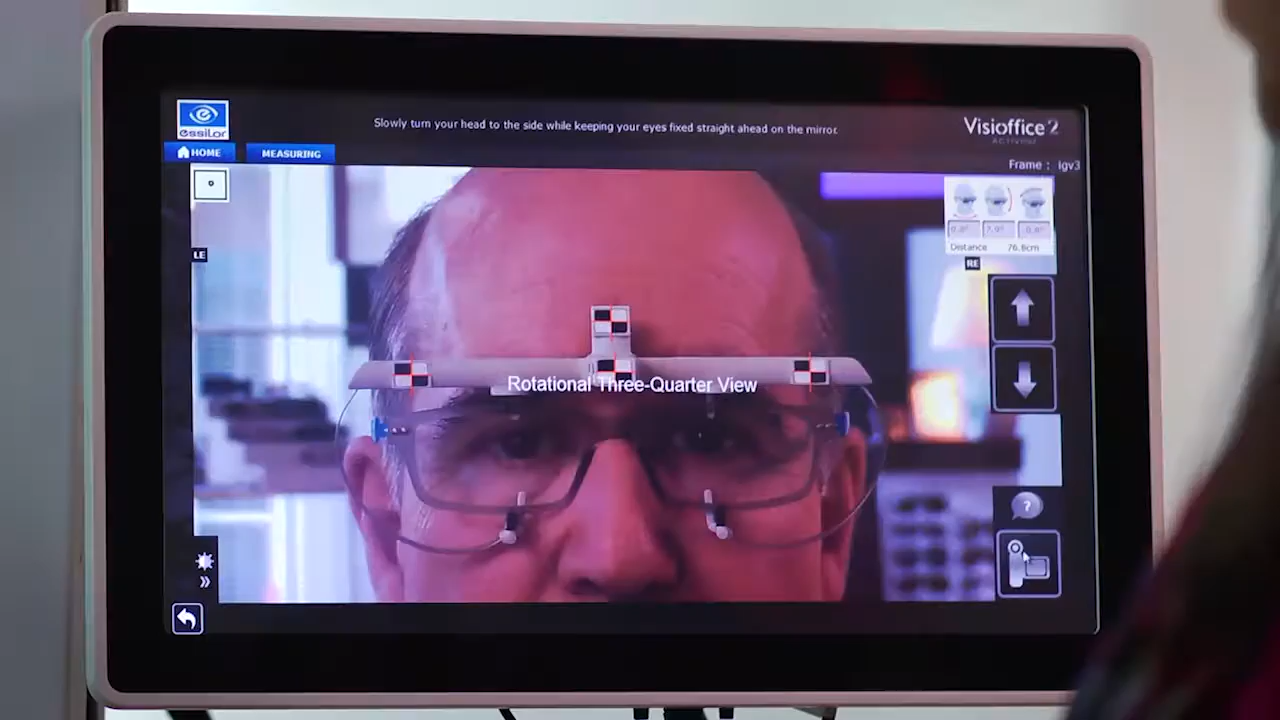 essilor
Slowly turn your head to the side while keeping your eyes fixed straight ahead on the mirror.
Visioffice 2
HOME
MEASURING
Frame : igv3
Distance 76.8cm
LE
RE
Rotational Three-Quarter View
?